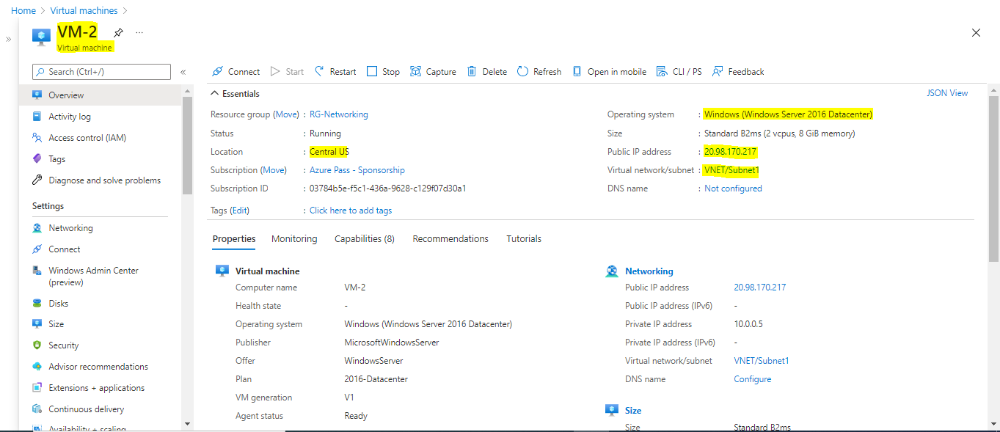 Home > Virtual machines >
»
VM-2
...
Virtual machine
Search (Ctrl+/)
«
Overview
Activity log
Access control (IAM)
Tags
Diagnose and solve problems
Settings
Networking
Connect
Windows Admin Center
(preview)
Disks
Size
Security
Advisor recommendations
Extensions + applications
Continuous delivery
Availability + scaling
Connect Start Restart Stop Capture Delete Refresh Open in mobile CLI / PS Feedback
Essentials
JSON View
Resource group (Move) : RG-Networking
Status : Running
Location : Central US
Subscription (Move) : Azure Pass - Sponsorship
Subscription ID : 03784b5e-f5c1-436a-9628-c129f07d30a1
Tags (Edit) : Click here to add tags
Operating system : Windows (Windows Server 2016 Datacenter)
Size : Standard B2ms (2 vcpus, 8 GiB memory)
Public IP address : 20.98.170.217
Virtual network/subnet : VNET/Subnet1
DNS name : Not configured
Properties Monitoring Capabilities (8) Recommendations Tutorials
Virtual machine
Computer name VM-2
Health state -
Operating system Windows (Windows Server 2016 Datacenter)
Publisher MicrosoftWindowsServer
Offer WindowsServer
Plan 2016-Datacenter
VM generation V1
Agent status Ready
Networking
Public IP address 20.98.170.217
Public IP address (IPv6) -
Private IP address 10.0.0.5
Private IP address (IPv6) -
Virtual network/subnet VNET/Subnet1
DNS name Configure
Size
Size Standard B2ms